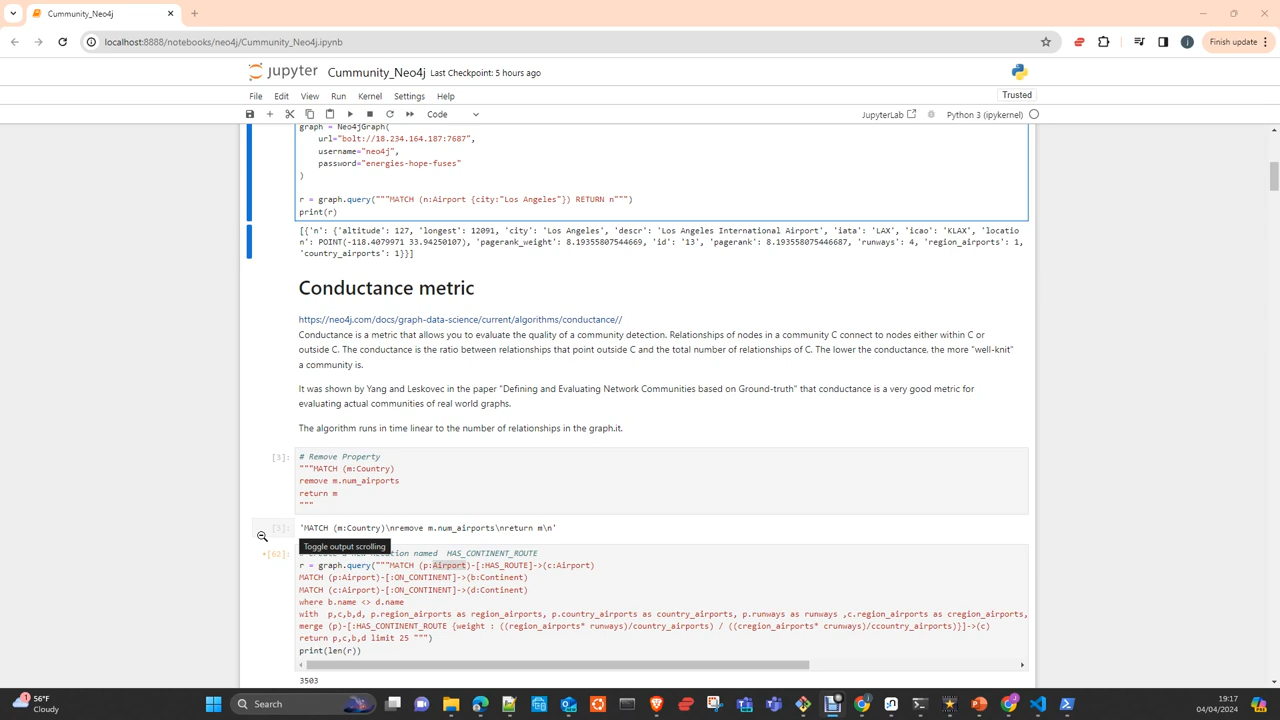 Cummunity_Neo4j
localhost:8888/notebooks/neo4j/Cummunity_Neo4j.ipynb
j
Finish update
jupyter Cummunity_Neo4j Last Checkpoint: 5 hours ago
File Edit View Run Kernel Settings Help
Trusted
Code
JupyterLab
Python 3 (ipykernel)
graph = Neo4jGraph(
url="bolt://18.234.164.187:7687",
username="neo4j",
password="energies-hope-fuses"
)
r = graph.query("""MATCH (n:Airport {city:"Los Angeles"}) RETURN n""")
print(r)
[{'n': {'altitude': 127, 'longest': 12091, 'city': 'Los Angeles', 'descr': 'Los Angeles International Airport', 'iata': 'LAX', 'icao': 'KLAX', 'locatio
n': POINT(-118.4079971 33.94250107), 'pagerank_weight': 8.19355807544669, 'id': '13', 'pagerank': 8.193558075446687, 'runways': 4, 'region_airports': 1,
'country_airports': 1}}]
Conductance metric
https://neo4j.com/docs/graph-data-science/current/algorithms/conductance//
Conductance is a metric that allows you to evaluate the quality of a community detection. Relationships of nodes in a community C connect to nodes either within C or
outside C. The conductance is the ratio between relationships that point outside C and the total number of relationships of C. The lower the conductance, the more "well-knit"
a community is.
It was shown by Yang and Leskovec in the paper "Defining and Evaluating Network Communities based on Ground-truth" that conductance is a very good metric for
evaluating actual communities of real world graphs.
The algorithm runs in time linear to the number of relationships in the graph.it.
[3]: # Remove Property
"""MATCH (m:Country)
remove m.num_airports
return m
"""
[3]: 'MATCH (m:Country)\nremove m.num_airports\nreturn m\n'
Toggle output scrolling
•[62]: HAS_CONTINENT_ROUTE
r = graph.query("""MATCH (p:Airport)-[:HAS_ROUTE]->(c:Airport)
MATCH (p:Airport)-[:ON_CONTINENT]->(b:Continent)
MATCH (c:Airport)-[:ON_CONTINENT]->(d:Continent)
where b.name <> d.name
with p,c,b,d, p.region_airports as region_airports, p.country_airports as country_airports, p.runways as runways ,c.region_airports as cregion_airports,
merge (p)-[:HAS_CONTINENT_ROUTE {weight : ((region_airports* runways)/country_airports) / ((cregion_airports* crunways)/ccountry_airports)}]->(c)
return p,c,b,d limit 25 """)
print(len(r))
3503
56°F
Cloudy
Search
19:17
04/04/2024